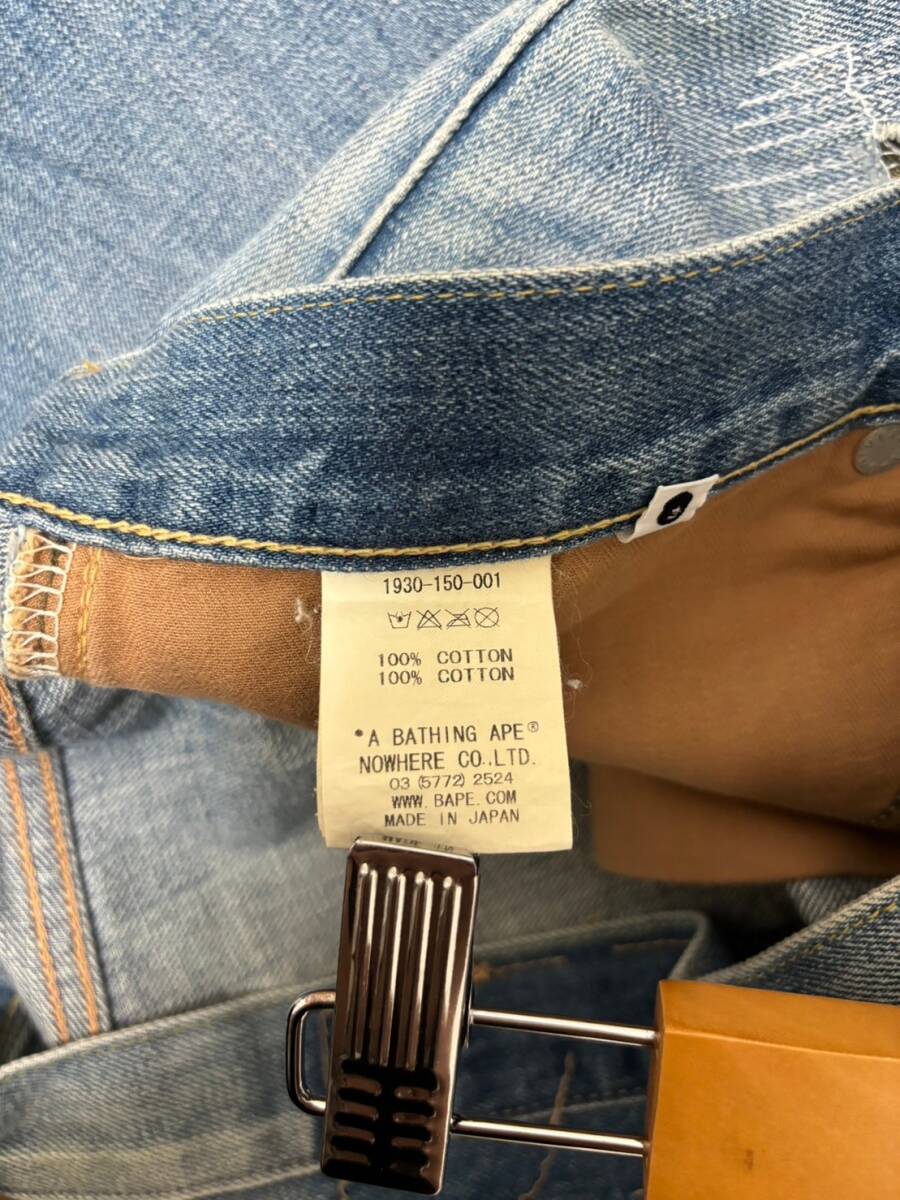 1930-150-001
100% COTTON
100% COTTON
*A BATHING APE®
NOWHERE CO.,LTD.
03 (5772) 2524
WWW. BAPE. COM
MADE IN JAPAN